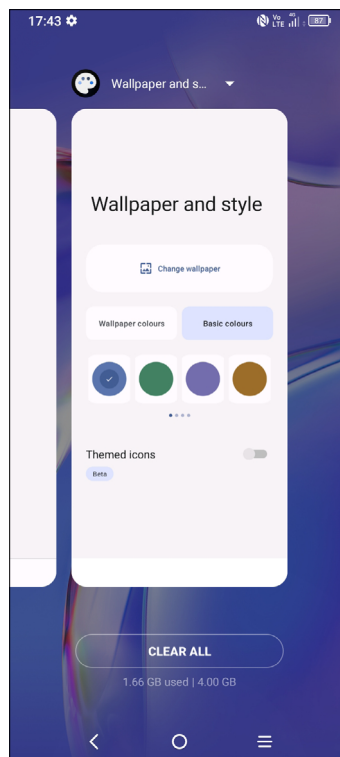 17:43
Vo LTE 4G 87
Wallpaper and s...
Wallpaper and style
Change wallpaper
Wallpaper colours
Basic colours
Themed icons
Beta
CLEAR ALL
1.66 GB used | 4.00 GB